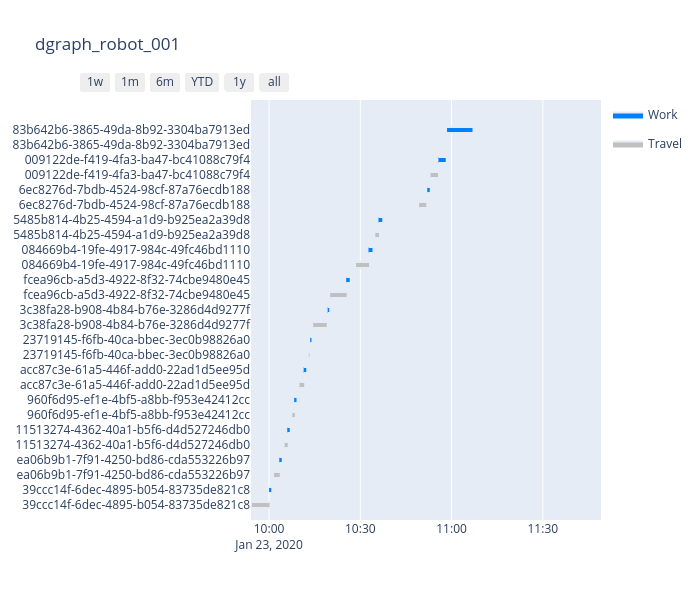 dgraph_robot_001
1w 1m 6m YTD 1y all
Work
Travel
83b642b6-3865-49da-8b92-3304ba7913ed
83b642b6-3865-49da-8b92-3304ba7913ed
009122de-f419-4fa3-ba47-bc41088c79f4
009122de-f419-4fa3-ba47-bc41088c79f4
6ec8276d-7bdb-4524-98cf-87a76ecdb188
6ec8276d-7bdb-4524-98cf-87a76ecdb188
5485b814-4b25-4594-a1d9-b925ea2a39d8
5485b814-4b25-4594-a1d9-b925ea2a39d8
084669b4-19fe-4917-984c-49fc46bd1110
084669b4-19fe-4917-984c-49fc46bd1110
fcea96cb-a5d3-4922-8f32-74cbe9480e45
fcea96cb-a5d3-4922-8f32-74cbe9480e45
3c38fa28-b908-4b84-b76e-3286d4d9277f
3c38fa28-b908-4b84-b76e-3286d4d9277f
23719145-f6fb-40ca-bbec-3ec0b98826a0
23719145-f6fb-40ca-bbec-3ec0b98826a0
acc87c3e-61a5-446f-add0-22ad1d5ee95d
acc87c3e-61a5-446f-add0-22ad1d5ee95d
960f6d95-ef1e-4bf5-a8bb-f953e42412cc
960f6d95-ef1e-4bf5-a8bb-f953e42412cc
11513274-4362-40a1-b5f6-d4d527246db0
11513274-4362-40a1-b5f6-d4d527246db0
ea06b9b1-7f91-4250-bd86-cda553226b97
ea06b9b1-7f91-4250-bd86-cda553226b97
39ccc14f-6dec-4895-b054-83735de821c8
39ccc14f-6dec-4895-b054-83735de821c8
10:00 10:30 11:00 11:30
Jan 23, 2020